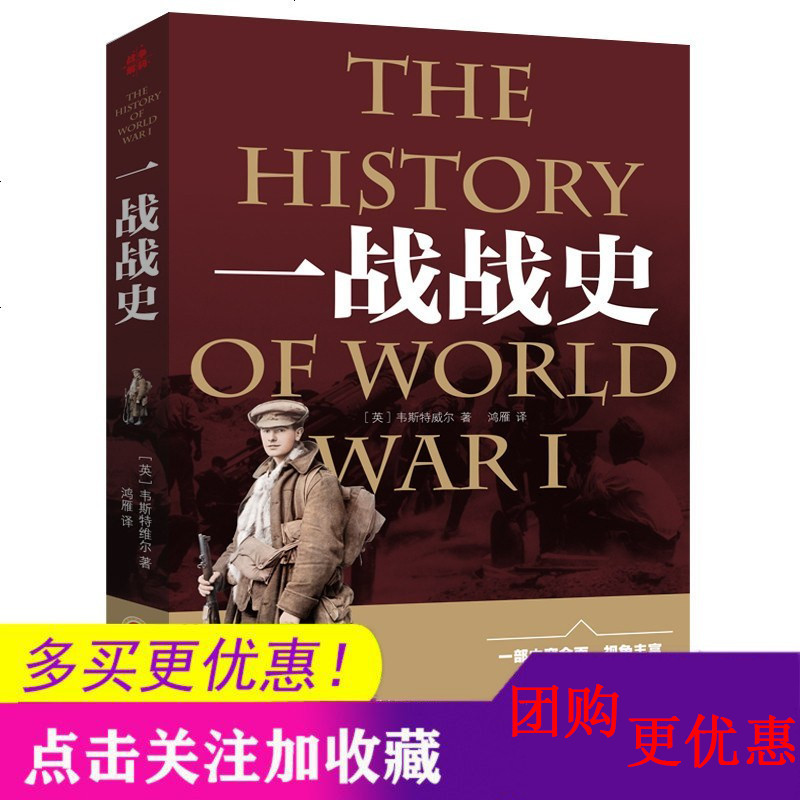 战争
THE
HISTORY
OF
WORLD
WAR I
一战战史
[英]韦斯特维尔 著
鸿雁 译
THE
HISTORY
一战战史
OF WORLD
[英]韦斯特威尔 著 鸿雁 译
WAR I
多买更优惠!
点击关注加收藏
团购
更优惠